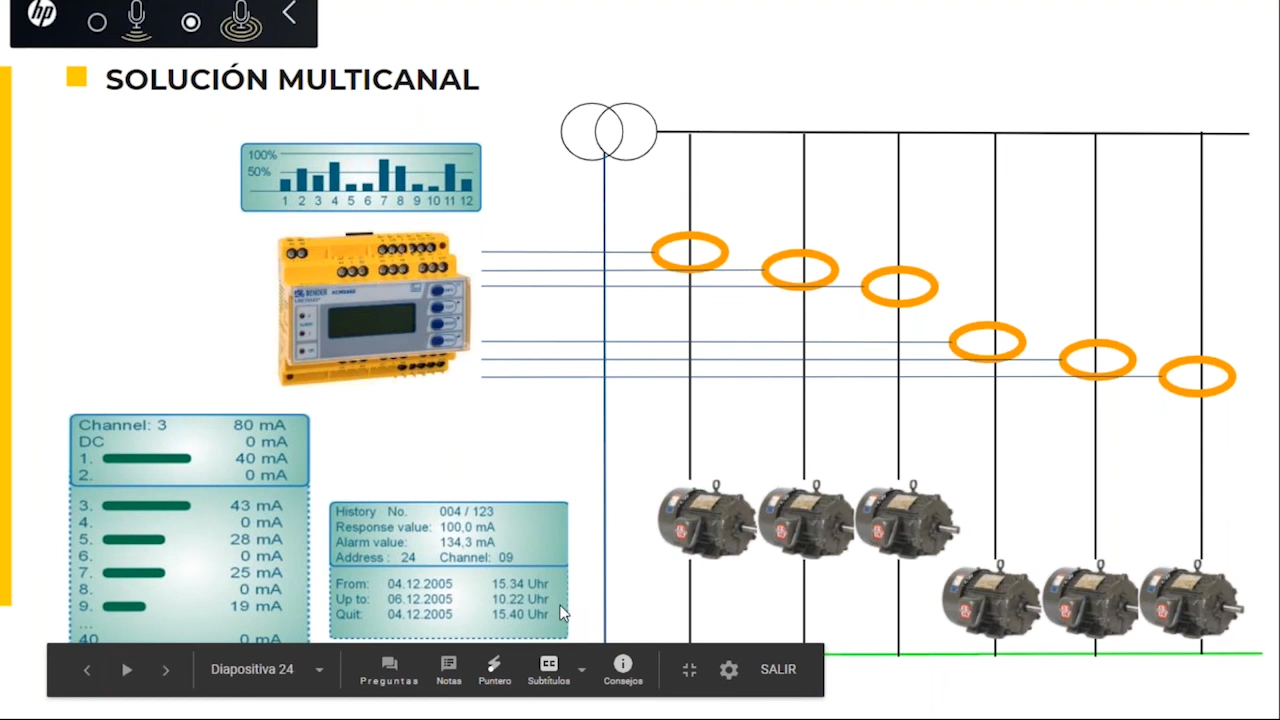 hp
SOLUCIÓN MULTICANAL
100%
50%
1 2 3 4 5 6 7 8 9 10 11 12
BENDER
Channel: 3 80 mA
DC 0 mA
1. 40 mA
2. 0 mA
3. 43 mA
4. 0 mA
5. 28 mA
6. 0 mA
7. 25 mA
8. 0 mA
9. 19 mA
...
40 0 mA
History No. 004 / 123
Response value: 100,0 mA
Alarm value: 134,3 mA
Address : 24 Channel: 09
From: 04.12.2005 15.34 Uhr
Up to: 06.12.2005 10.22 Uhr
Quit: 04.12.2005 15.40 Uhr
Diapositiva 24
Preguntas
Notas
Puntero
CC
Subtítulos
Consejos
SALIR